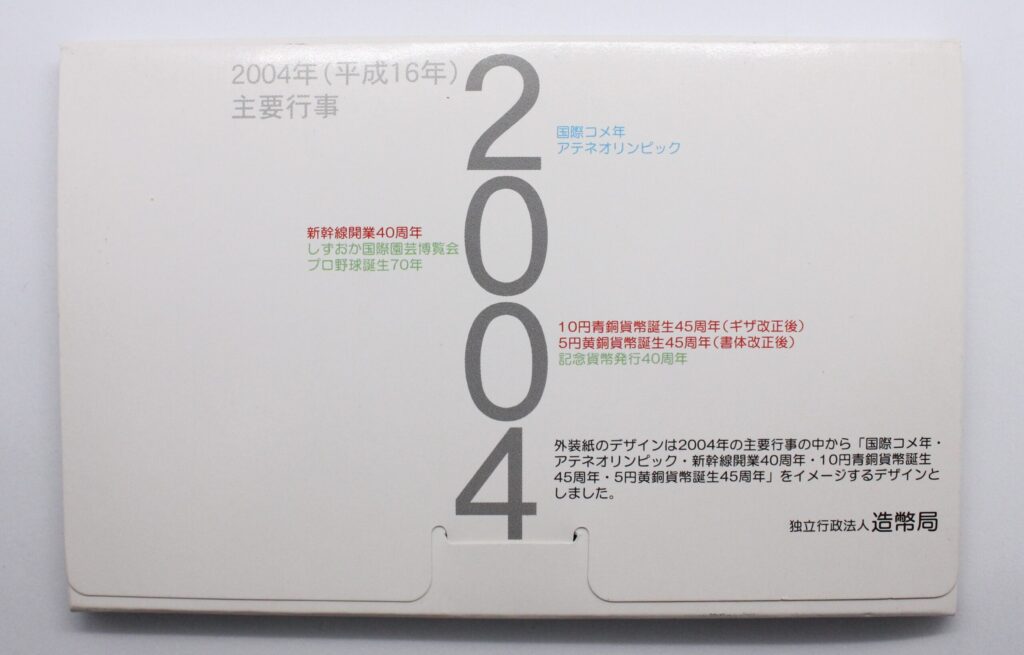 2004年(平成16年)
主要行事
2004
国際コメ年
アテネオリンピック
新幹線開業40周年
しずおか国際園芸博覧会
プロ野球誕生70年
10円青銅貨幣誕生45周年(ギザ改正後)
5円黄銅貨幣誕生45周年(書体改正後)
記念貨幣発行40周年
外装紙のデザインは2004年の主要行事の中から「国際コメ年・
アテネオリンピック・新幹線開業40周年・10円青銅貨幣誕生
45周年・5円黄銅貨幣誕生45周年」をイメージするデザインと
しました。
独立行政法人造幣局